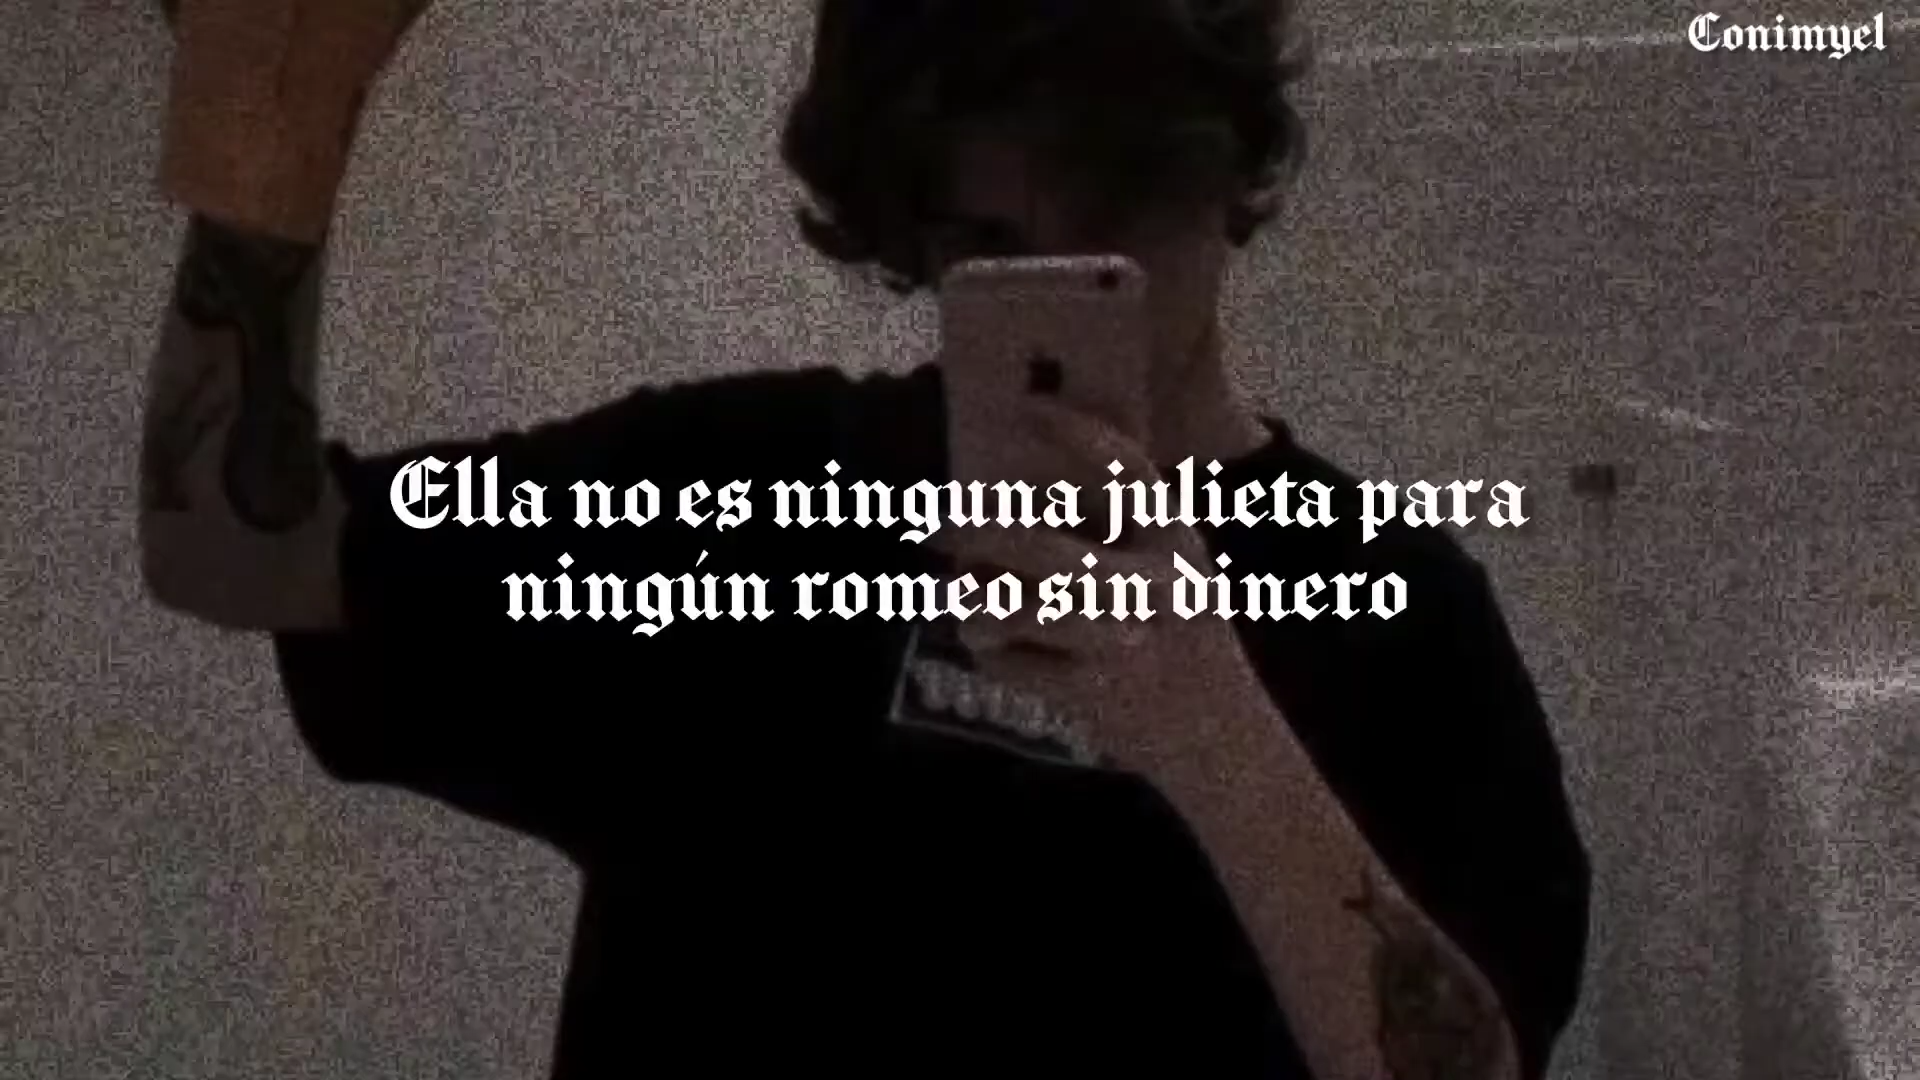 Conimyel
Ella no es ninguna julieta para
ningún romeo sin dinero